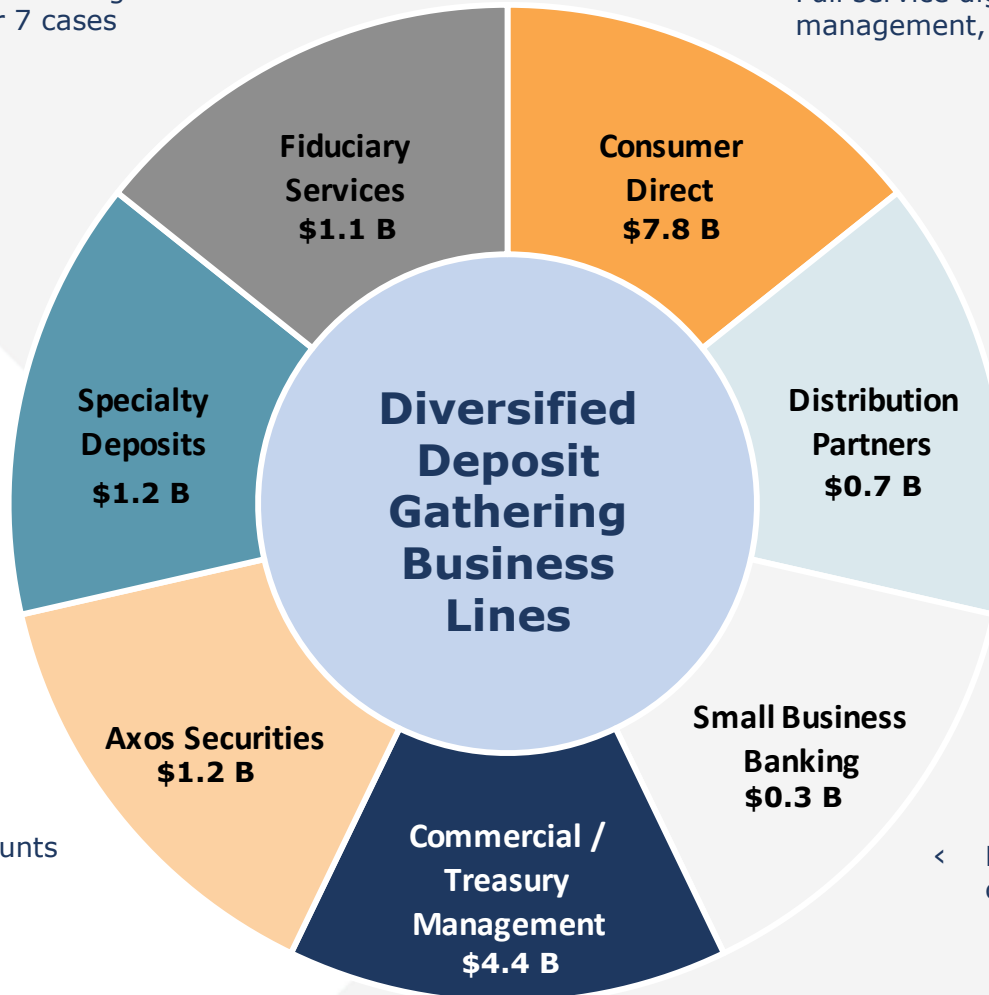 r 7 cases
management,
Fiduciary
Services
$1.1 B
Consumer
Direct
$7.8 B
Specialty
Deposits
$1.2 B
Distribution
Partners
$0.7 B
Diversified
Deposit
Gathering
Business
Lines
Axos Securities
$1.2 B
Small Business
Banking
$0.3 B
Commercial /
Treasury
Management
$4.4 B
unts
‹